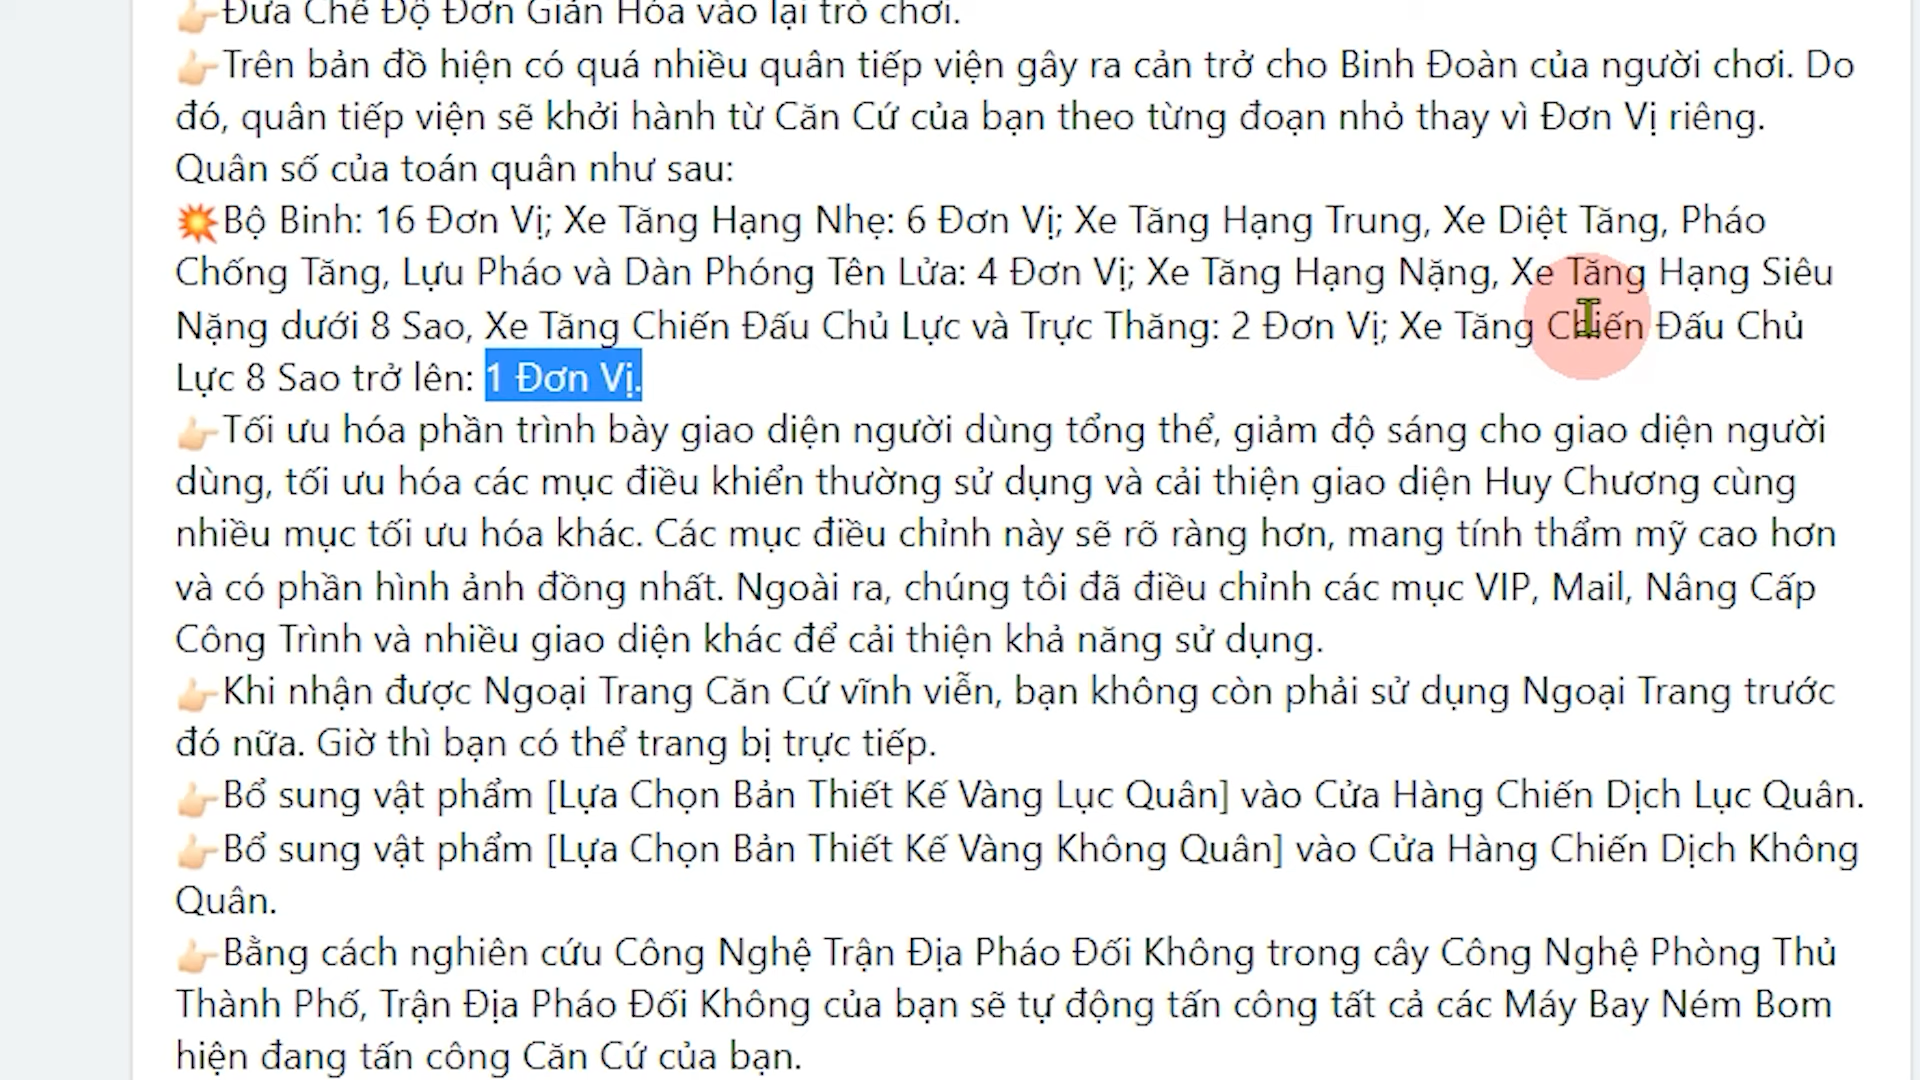 👉🏻Đưa Chế Độ Đơn Giản Hóa vào lại trò chơi.
👉🏻Trên bản đồ hiện có quá nhiều quân tiếp viện gây ra cản trở cho Binh Đoàn của người chơi. Do
đó, quân tiếp viện sẽ khởi hành từ Căn Cứ của bạn theo từng đoạn nhỏ thay vì Đơn Vị riêng.
Quân số của toán quân như sau:
💥Bộ Binh: 16 Đơn Vị; Xe Tăng Hạng Nhẹ: 6 Đơn Vị; Xe Tăng Hạng Trung, Xe Diệt Tăng, Pháo
Chống Tăng, Lựu Pháo và Dàn Phóng Tên Lửa: 4 Đơn Vị; Xe Tăng Hạng Nặng, Xe Tăng Hạng Siêu
Nặng dưới 8 Sao, Xe Tăng Chiến Đấu Chủ Lực và Trực Thăng: 2 Đơn Vị; Xe Tăng Chiến Đấu Chủ
Lực 8 Sao trở lên: 1 Đơn Vị.
👉🏻Tối ưu hóa phần trình bày giao diện người dùng tổng thể, giảm độ sáng cho giao diện người
dùng, tối ưu hóa các mục điều khiển thường sử dụng và cải thiện giao diện Huy Chương cùng
nhiều mục tối ưu hóa khác. Các mục điều chỉnh này sẽ rõ ràng hơn, mang tính thẩm mỹ cao hơn
và có phần hình ảnh đồng nhất. Ngoài ra, chúng tôi đã điều chỉnh các mục VIP, Mail, Nâng Cấp
Công Trình và nhiều giao diện khác để cải thiện khả năng sử dụng.
👉🏻Khi nhận được Ngoại Trang Căn Cứ vĩnh viễn, bạn không còn phải sử dụng Ngoại Trang trước
đó nữa. Giờ thì bạn có thể trang bị trực tiếp.
👉🏻Bổ sung vật phẩm [Lựa Chọn Bản Thiết Kế Vàng Lục Quân] vào Cửa Hàng Chiến Dịch Lục Quân.
👉🏻Bổ sung vật phẩm [Lựa Chọn Bản Thiết Kế Vàng Không Quân] vào Cửa Hàng Chiến Dịch Không
Quân.
👉🏻Bằng cách nghiên cứu Công Nghệ Trận Địa Pháo Đối Không trong cây Công Nghệ Phòng Thủ
Thành Phố, Trận Địa Pháo Đối Không của bạn sẽ tự động tấn công tất cả các Máy Bay Ném Bom
hiện đang tấn công Căn Cứ của bạn.